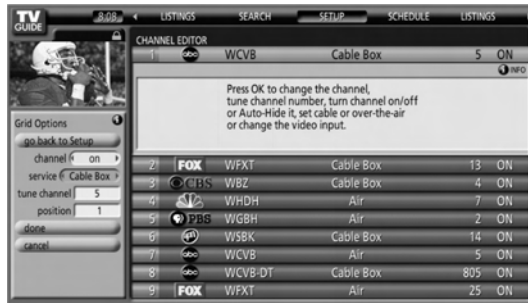 TV GUIDE
8:08
LISTINGS SEARCH SETUP SCHEDULE LISTINGS
CHANNEL EDITOR
1 abc WCVB Cable Box 5 ON
INFO
Press OK to change the channel,
tune channel number, turn channel on/off
or Auto-Hide it, set cable or over-the-air
or change the video input.
Grid Options
go back to Setup
channel on
service Cable Box
tune channel 5
position 1
done
cancel
2 FOX WFXT Cable Box 13 ON
3 CBS WBZ Cable Box 4 ON
4 WHDH Air 7 ON
5 PBS WGBH Air 2 ON
6 WSBK Cable Box 14 ON
7 abc WCVB Air 5 ON
8 abc WCVB-DT Cable Box 805 ON
9 FOX WFXT Air 25 ON